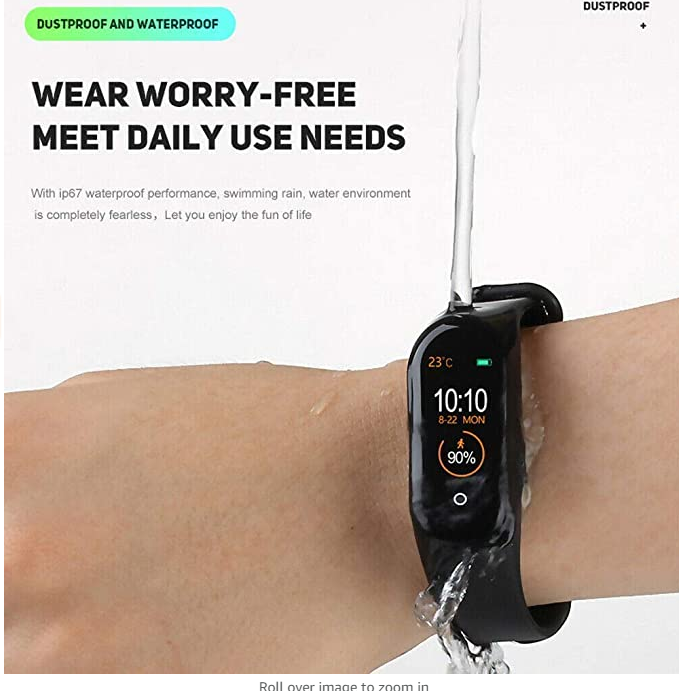 DUSTPROOF AND WATERPROOF
DUSTPROOF
+
WEAR WORRY-FREE
MEET DAILY USE NEEDS
With ip67 waterproof performance, swimming rain, water environment
is completely fearless，Let you enjoy the fun of life
23°C
10:10
8-22 MON
90%
Roll over image to zoom in